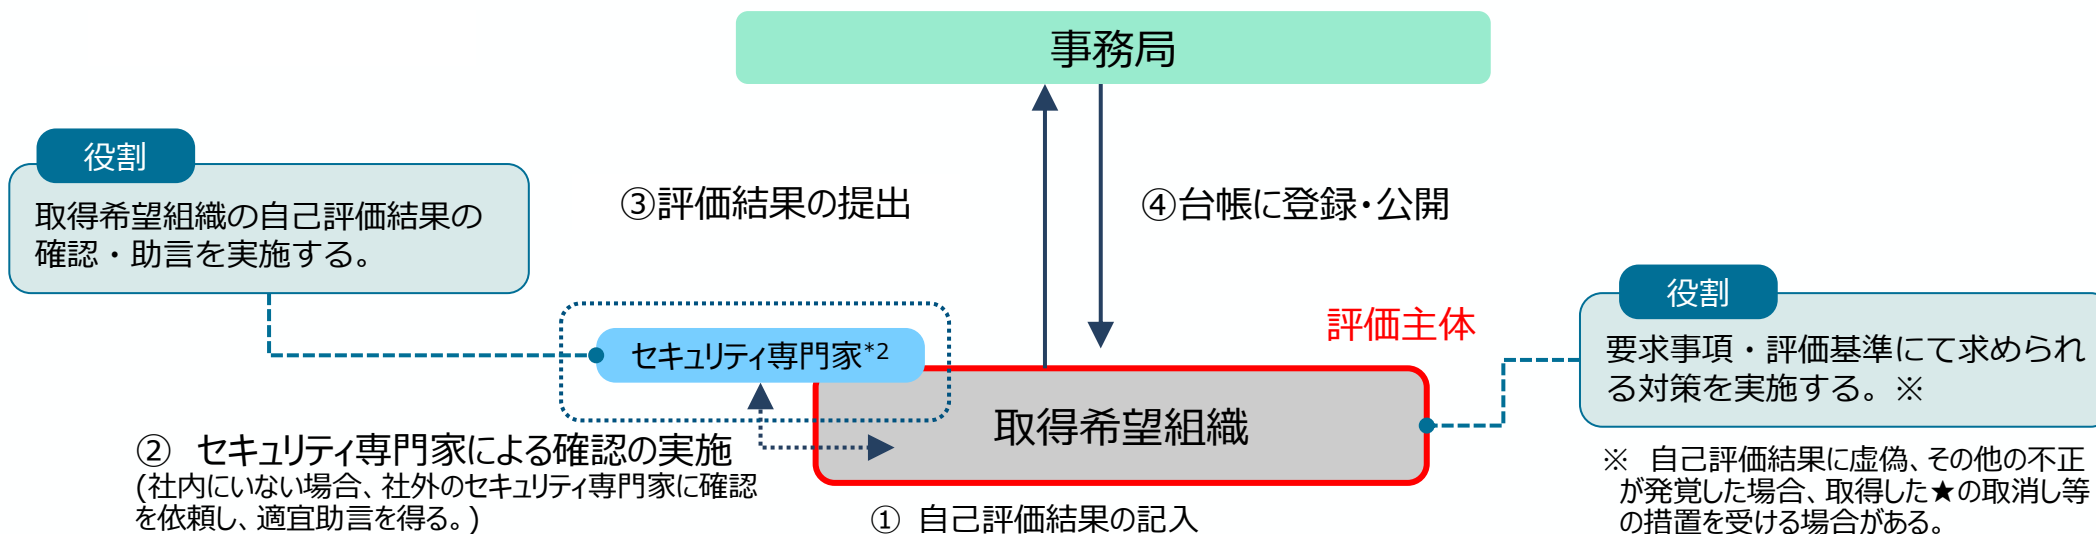 事務局
役割
取得希望組織の自己評価結果の
確認・助言を実施する。
③評価結果の提出
④台帳に登録・公開
評価主体
役割
要求事項・評価基準にて求められ
る対策を実施する。※
セキュリティ専門家*2
取得希望組織
② セキュリティ専門家による確認の実施
(社内にいない場合、社外のセキュリティ専門家に確認
を依頼し、適宜助言を得る。)
① 自己評価結果の記入
※ 自己評価結果に虚偽、その他の不正
が発覚した場合、取得した★の取消し等
の措置を受ける場合がある。